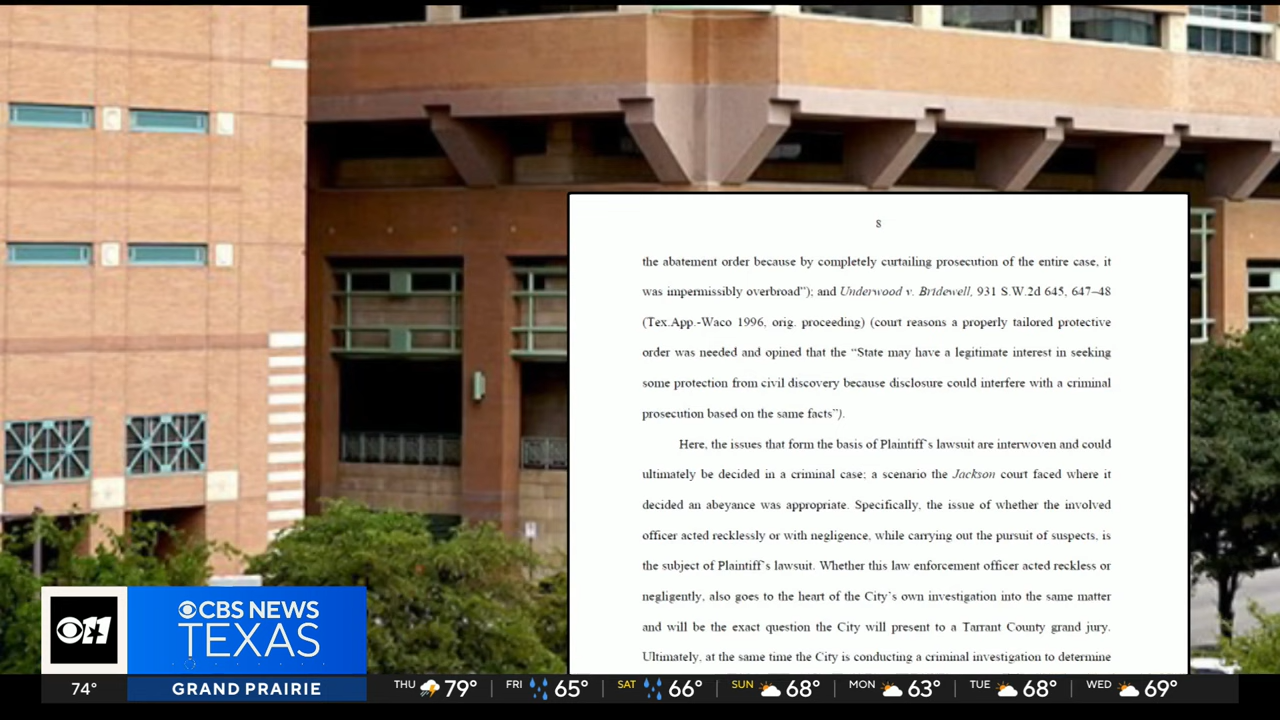 8
the abatement order because by completely curtailing prosecution of the entire case, it
was impermissibly overbroad”); and Underwood v. Bridewell, 931 S.W.2d 645, 647–48
(Tex.App.-Waco 1996, orig. proceeding) (court reasons a properly tailored protective
order was needed and opined that the “State may have a legitimate interest in seeking
some protection from civil discovery because disclosure could interfere with a criminal
prosecution based on the same facts”).
Here, the issues that form the basis of Plaintiff's lawsuit are interwoven and could
ultimately be decided in a criminal case; a scenario the Jackson court faced where it
decided an abeyance was appropriate. Specifically, the issue of whether the involved
officer acted recklessly or with negligence, while carrying out the pursuit of suspects, is
the subject of Plaintiff's lawsuit. Whether this law enforcement officer acted reckless or
negligently, also goes to the heart of the City's own investigation into the same matter
and will be the exact question the City will present to a Tarrant County grand jury.
Ultimately, at the same time the City is conducting a criminal investigation to determine
11
CBS NEWS
TEXAS
74° GRAND PRAIRIE THU 79° FRI 65° SAT 66° SUN 68° MON 63° TUE 68° WED 69°